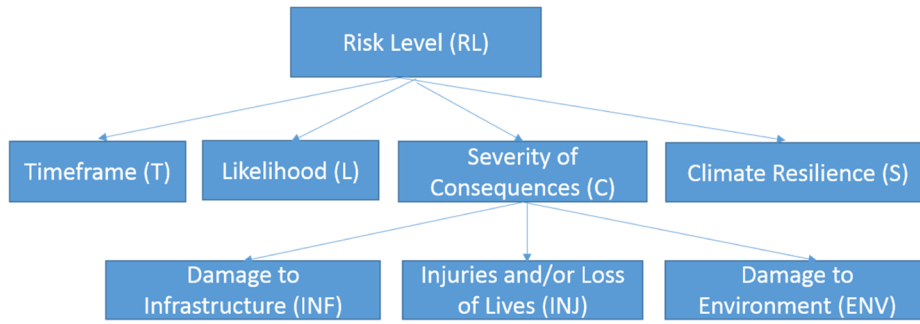 Risk Level (RL)
Timeframe (T)
Likelihood (L)
Severity of
Consequences (C)
Climate Resilience (S)
Damage to
Infrastructure (INF)
Injuries and/or Loss
of Lives (INJ)
Damage to
Environment (ENV)